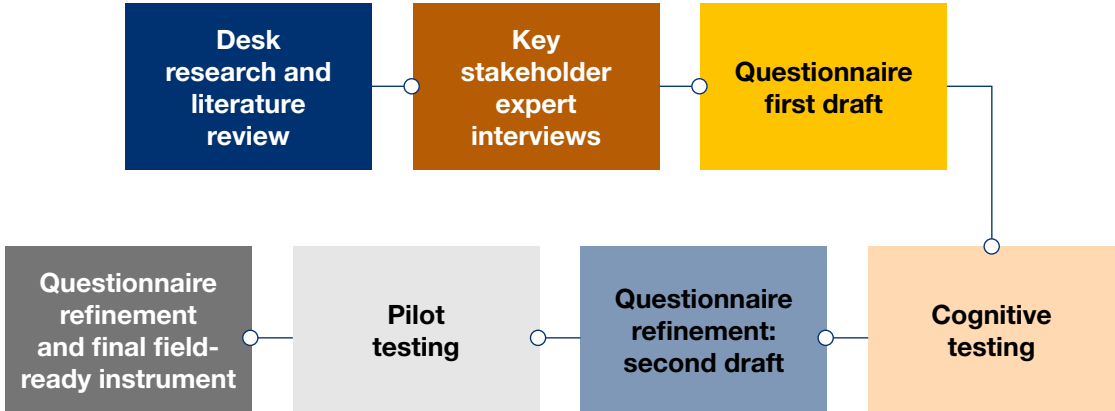 Desk
research and
literature
review
Key
stakeholder
expert
interviews
Questionnaire
first draft
Cognitive
testing
Questionnaire
refinement:
second draft
Pilot
testing
Questionnaire
refinement
and final field-
ready instrument